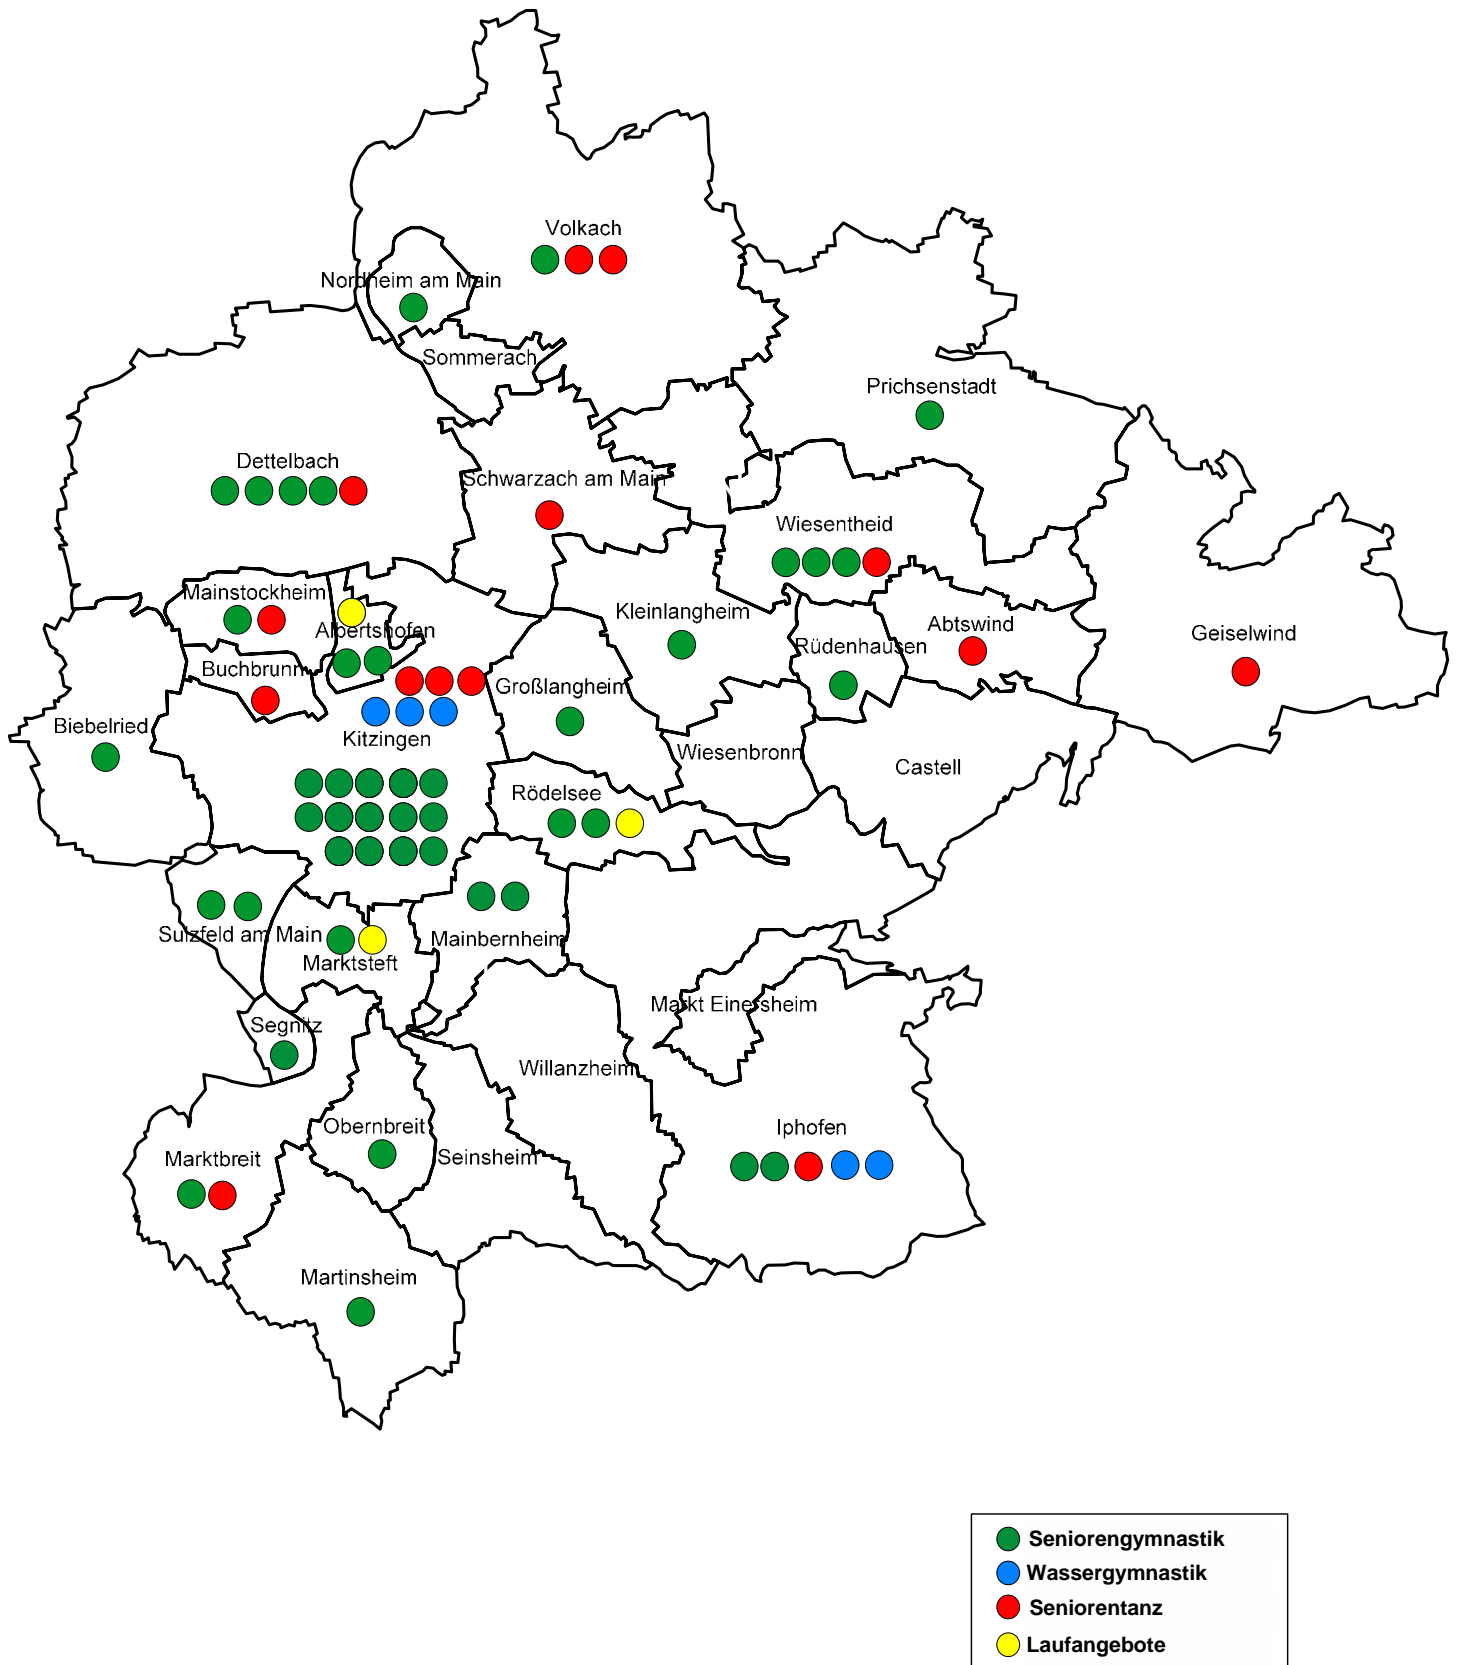 Volkach
Nordheim am Main
Sommerach
Prichsenstadt
Dettelbach
Schwarzach am Main
Wiesentheid
Mainstockheim
Albertshofen
Kleinlangheim
Abtswind
Rüdenhausen
Geiselwind
Buchbrunn
Großlangheim
Biebelried
Kitzingen
Wiesenbronn
Castell
Rödelsee
Sulzfeld am Main
Mainbernheim
Marktsteft
Markt Einersheim
Segnitz
Willanzheim
Obernbreit
Iphofen
Marktbreit
Seinsheim
Martinsheim
Seniorengymnastik
Wassergymnastik
Seniorentanz
Laufangebote